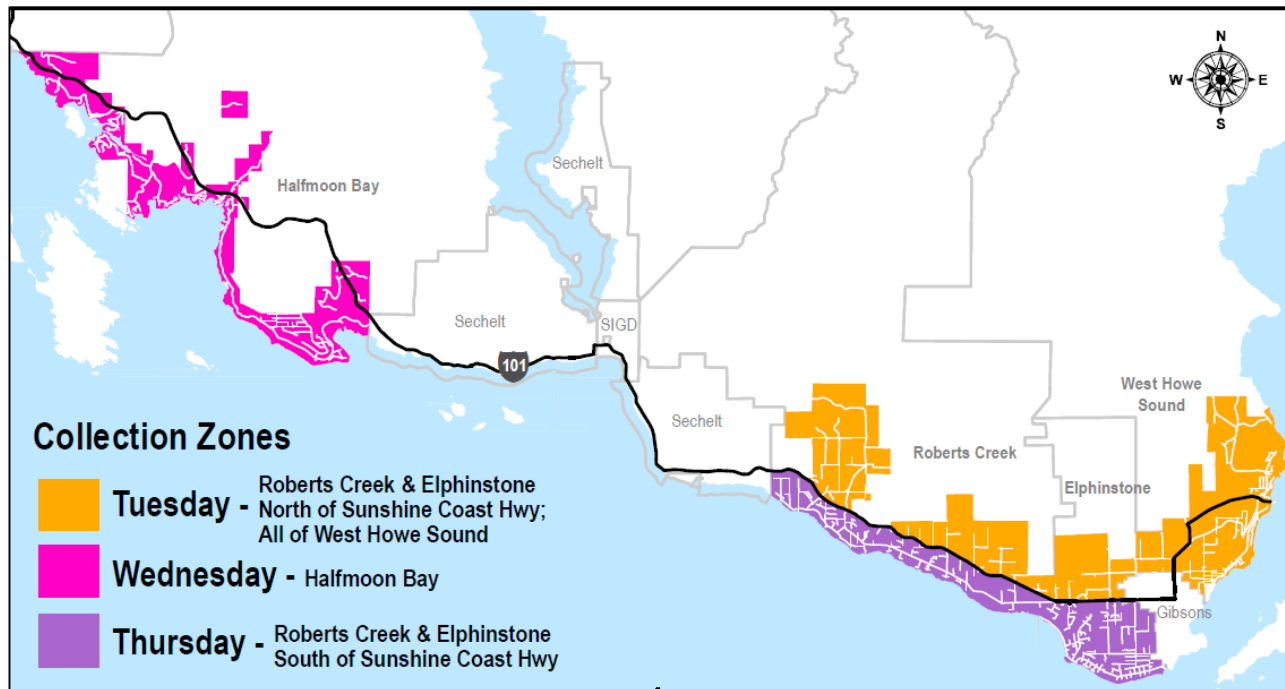 N
W E
S
Sechelt
Halfmoon Bay
Sechelt
SIGD
101
West Howe
Sound
Sechelt
Roberts Creek
Elphinstone
Gibsons
Collection Zones
Tuesday - Roberts Creek & Elphinstone
North of Sunshine Coast Hwy;
All of West Howe Sound
Wednesday - Halfmoon Bay
Thursday - Roberts Creek & Elphinstone
South of Sunshine Coast Hwy